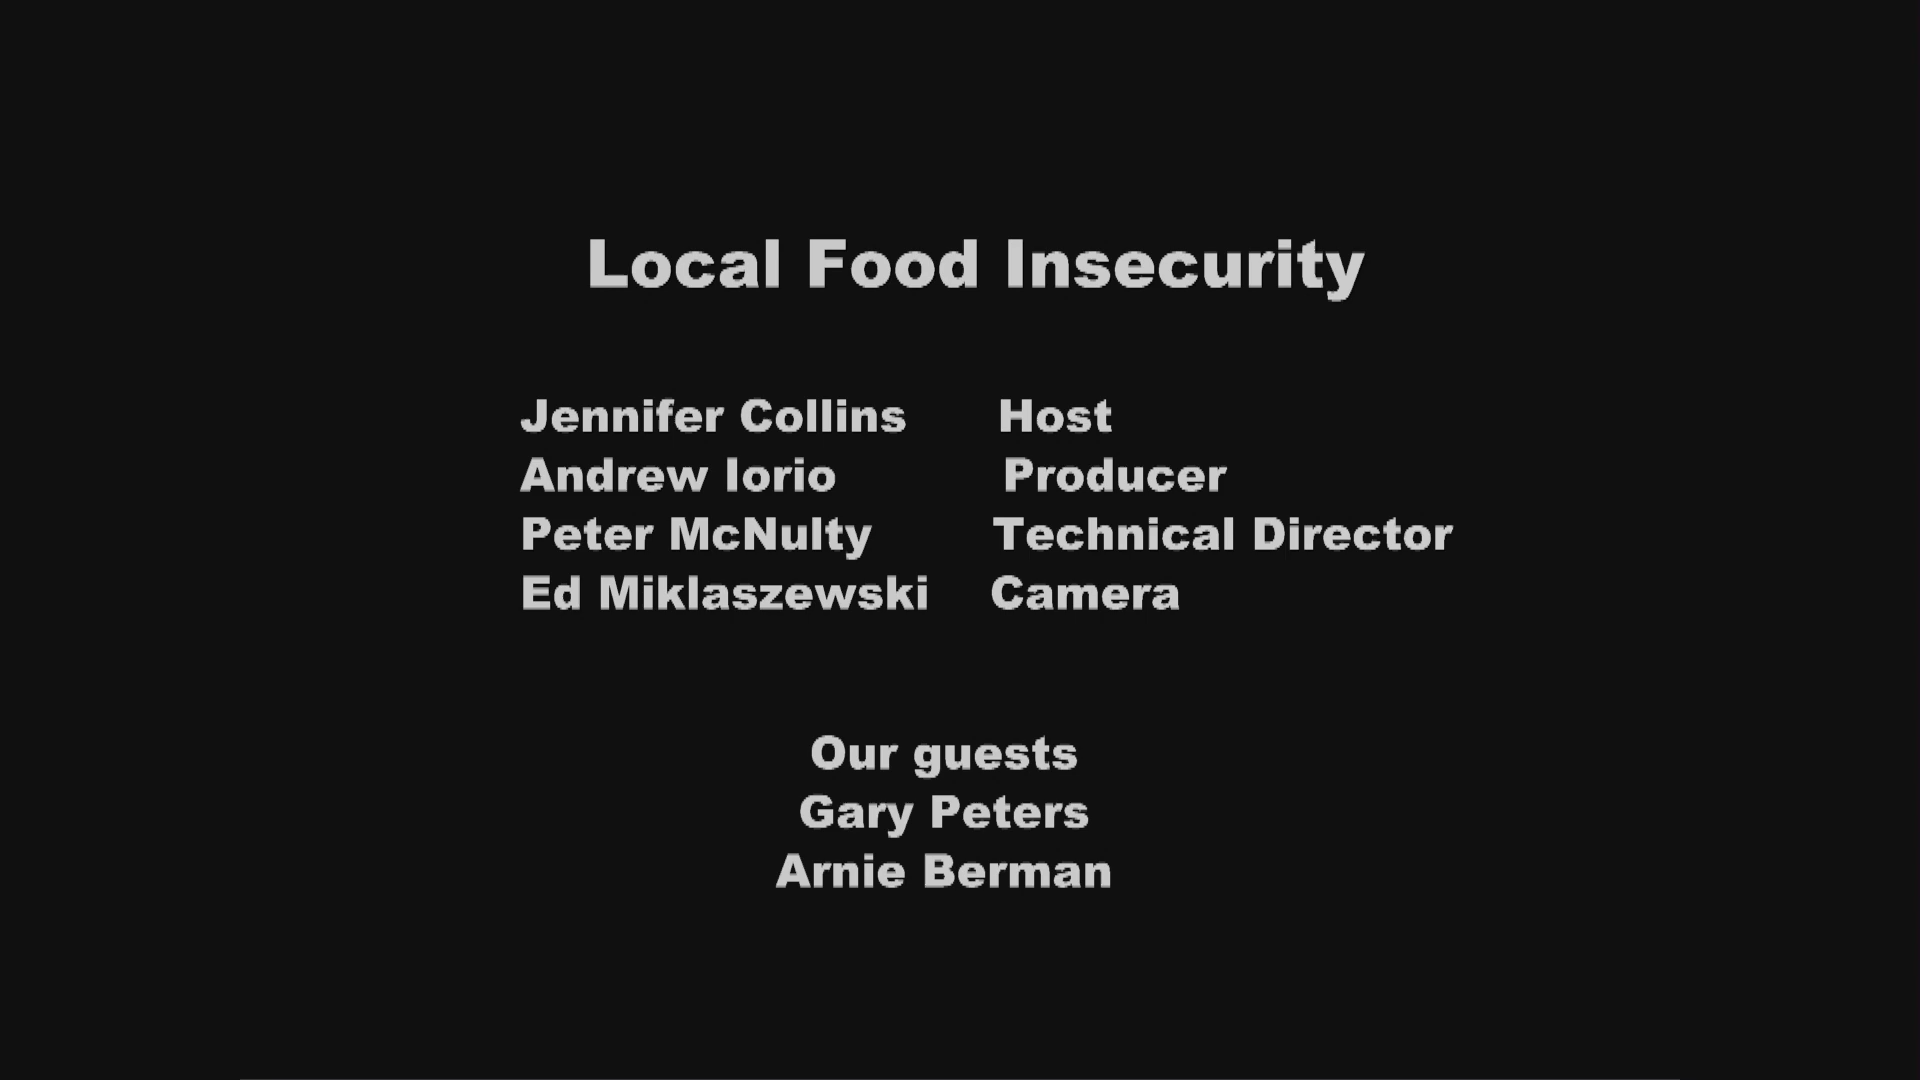 Local Food Insecurity
Jennifer Collins Host
Andrew Iorio Producer
Peter McNulty Technical Director
Ed Miklaszewski Camera
Our guests
Gary Peters
Arnie Berman